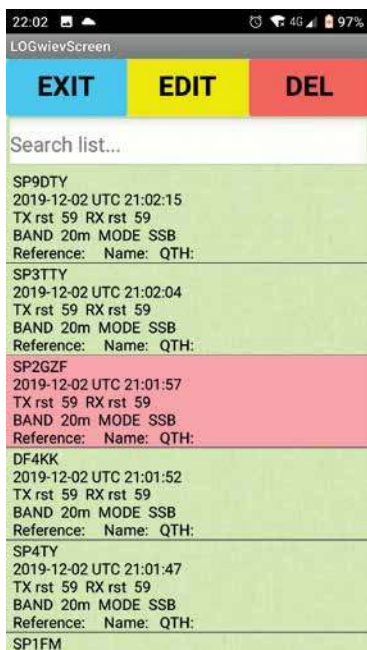 22:02 4G 97%
LOGwievScreen
EXIT EDIT DEL
Search list...
SP9DTY
2019-12-02 UTC 21:02:15
TX rst 59 RX rst 59
BAND 20m MODE SSB
Reference: Name: QTH:
SP3TTY
2019-12-02 UTC 21:02:04
TX rst 59 RX rst 59
BAND 20m MODE SSB
Reference: Name: QTH:
SP2GZF
2019-12-02 UTC 21:01:57
TX rst 59 RX rst 59
BAND 20m MODE SSB
Reference: Name: QTH:
DF4KK
2019-12-02 UTC 21:01:52
TX rst 59 RX rst 59
BAND 20m MODE SSB
Reference: Name: QTH:
SP4TY
2019-12-02 UTC 21:01:47
TX rst 59 RX rst 59
BAND 20m MODE SSB
Reference: Name: QTH:
SP1FM